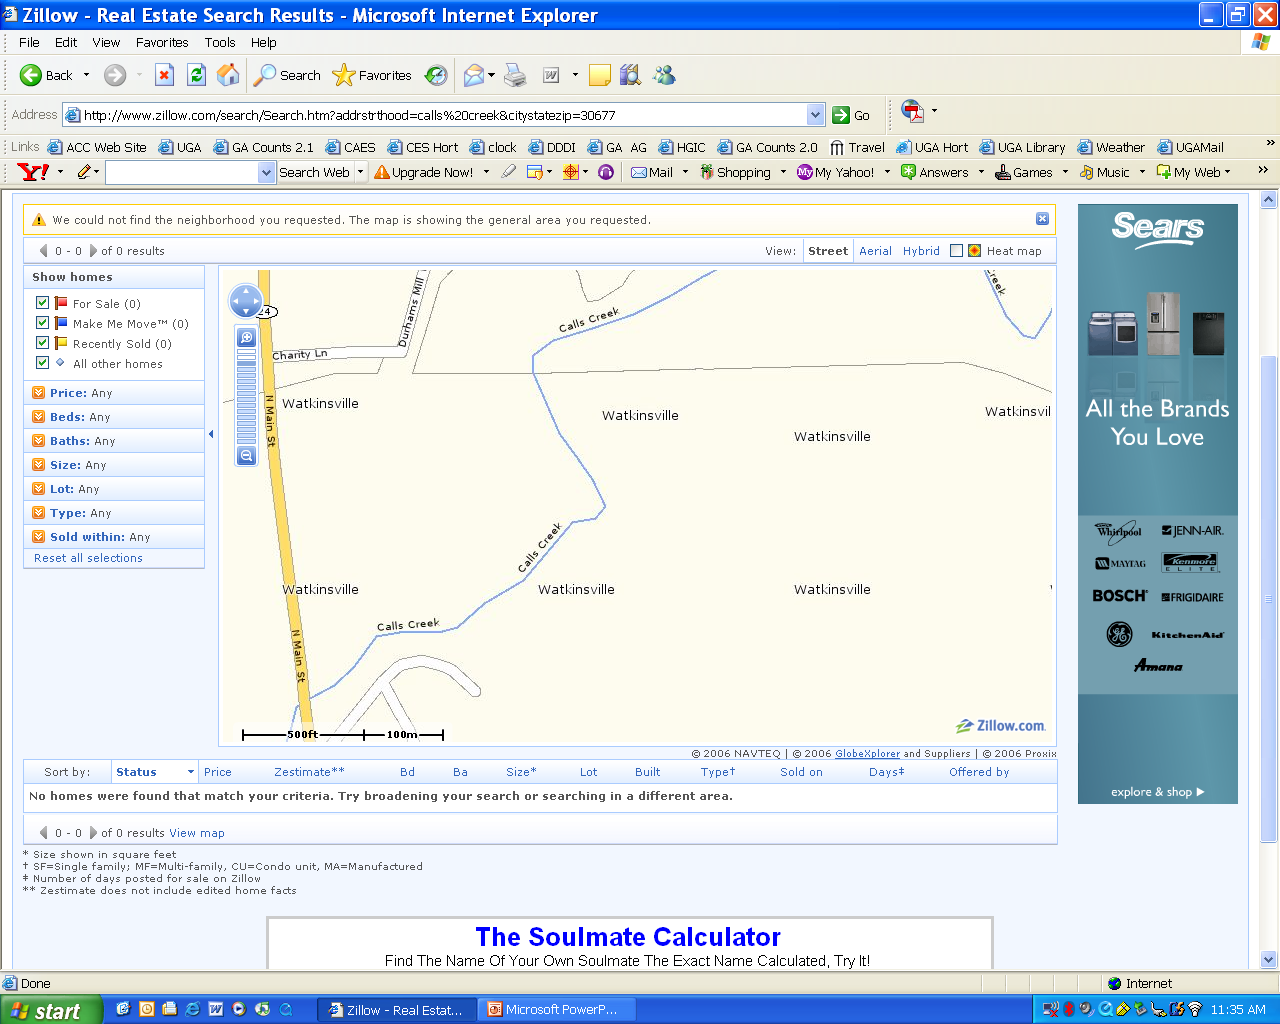 Zillow - Real Estate Search Results - Microsoft Internet Explorer
File Edit View Favorites Tools Help
Back Search Favorites
Address http://www.zillow.com/search/Search.htm?addrstrthood=calls%20creek&citystatezip=30677 Go
Links ACC Web Site UGA GA Counts 2.1 CAES CES Hort clock DDDI GA AG HGIC GA Counts 2.0 Travel UGA Hort UGA Library Weather UGAMail »
Y! Search Web Upgrade Now! Mail Shopping My Yahoo! Answers Games Music My Web »
We could not find the neighborhood you requested. The map is showing the general area you requested.
0 - 0 of 0 results View: Street Aerial Hybrid Heat map
Show homes
For Sale (0)
Make Me Move™ (0)
Recently Sold (0)
All other homes
Price: Any
Beds: Any
Baths: Any
Size: Any
Lot: Any
Type: Any
Sold within: Any
Reset all selections
24
Durhams Mill
Calls Creek
Creek
Charity Ln
N Main St
Watkinsville
Watkinsville
Watkinsvil
Watkinsville
Calls Creek
Watkinsville
Watkinsville
Watkinsville
Calls Creek
N Main St
500ft 100m
Zillow.com
© 2006 NAVTEQ | © 2006 GlobeXplorer and Suppliers | © 2006 Proxix
Sort by: Status Price Zestimate** Bd Ba Size* Lot Built Type† Sold on Days‡ Offered by
No homes were found that match your criteria. Try broadening your search or searching in a different area.
0 - 0 of 0 results View map
* Size shown in square feet
† SF=Single family; MF=Multi-family, CU=Condo unit, MA=Manufactured
‡ Number of days posted for sale on Zillow
** Zestimate does not include edited home facts
Sears
All the Brands
You Love
Whirlpool JENN-AIR.
MAYTAG Kenmore
ELITE
BOSCH FRIGIDAIRE
GE KitchenAid
Amana
explore & shop
The Soulmate Calculator
Find The Name Of Your Own Soulmate The Exact Name Calculated, Try It!
Done Internet
start Zillow - Real Estat... Microsoft PowerP... 11:35 AM